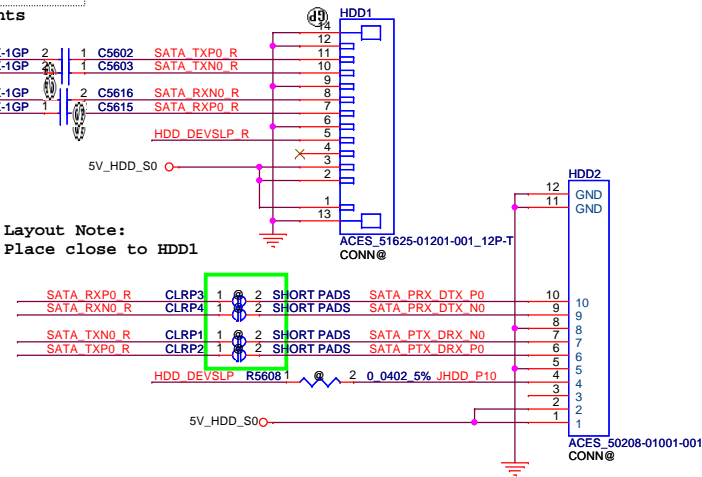 nts
HDD1
14
12
-1GP 2 1 C5602 SATA_TXP0_R 11
-1GP 1 C5603 SATA_TXN0_R 10
9
-1GP 2 C5616 SATA_RXN0_R 8
-1GP 1 C5615 SATA_RXP0_R 7
6
HDD_DEVSLP_R 5
4
5V_HDD_S0 3
2
1
13
ACES_51625-01201-001_12P-T
CONN@
Layout Note:
Place close to HDD1
HDD2
12 GND
11 GND
SATA_RXP0_R CLRP3 1 @ 2 SHORT PADS SATA_PRX_DTX_P0 10 10
SATA_RXN0_R CLRP4 1 @ 2 SHORT PADS SATA_PRX_DTX_N0 9 9
8 8
SATA_TXN0_R CLRP1 1 @ 2 SHORT PADS SATA_PTX_DRX_N0 7 7
SATA_TXP0_R CLRP2 1 @ 2 SHORT PADS SATA_PTX_DRX_P0 6 6
5 5
HDD_DEVSLP R5608 1 @ 2 0_0402_5% JHDD_P10 4 4
3 3
2 2
5V_HDD_S0 1 1
ACES_50208-01001-001
CONN@